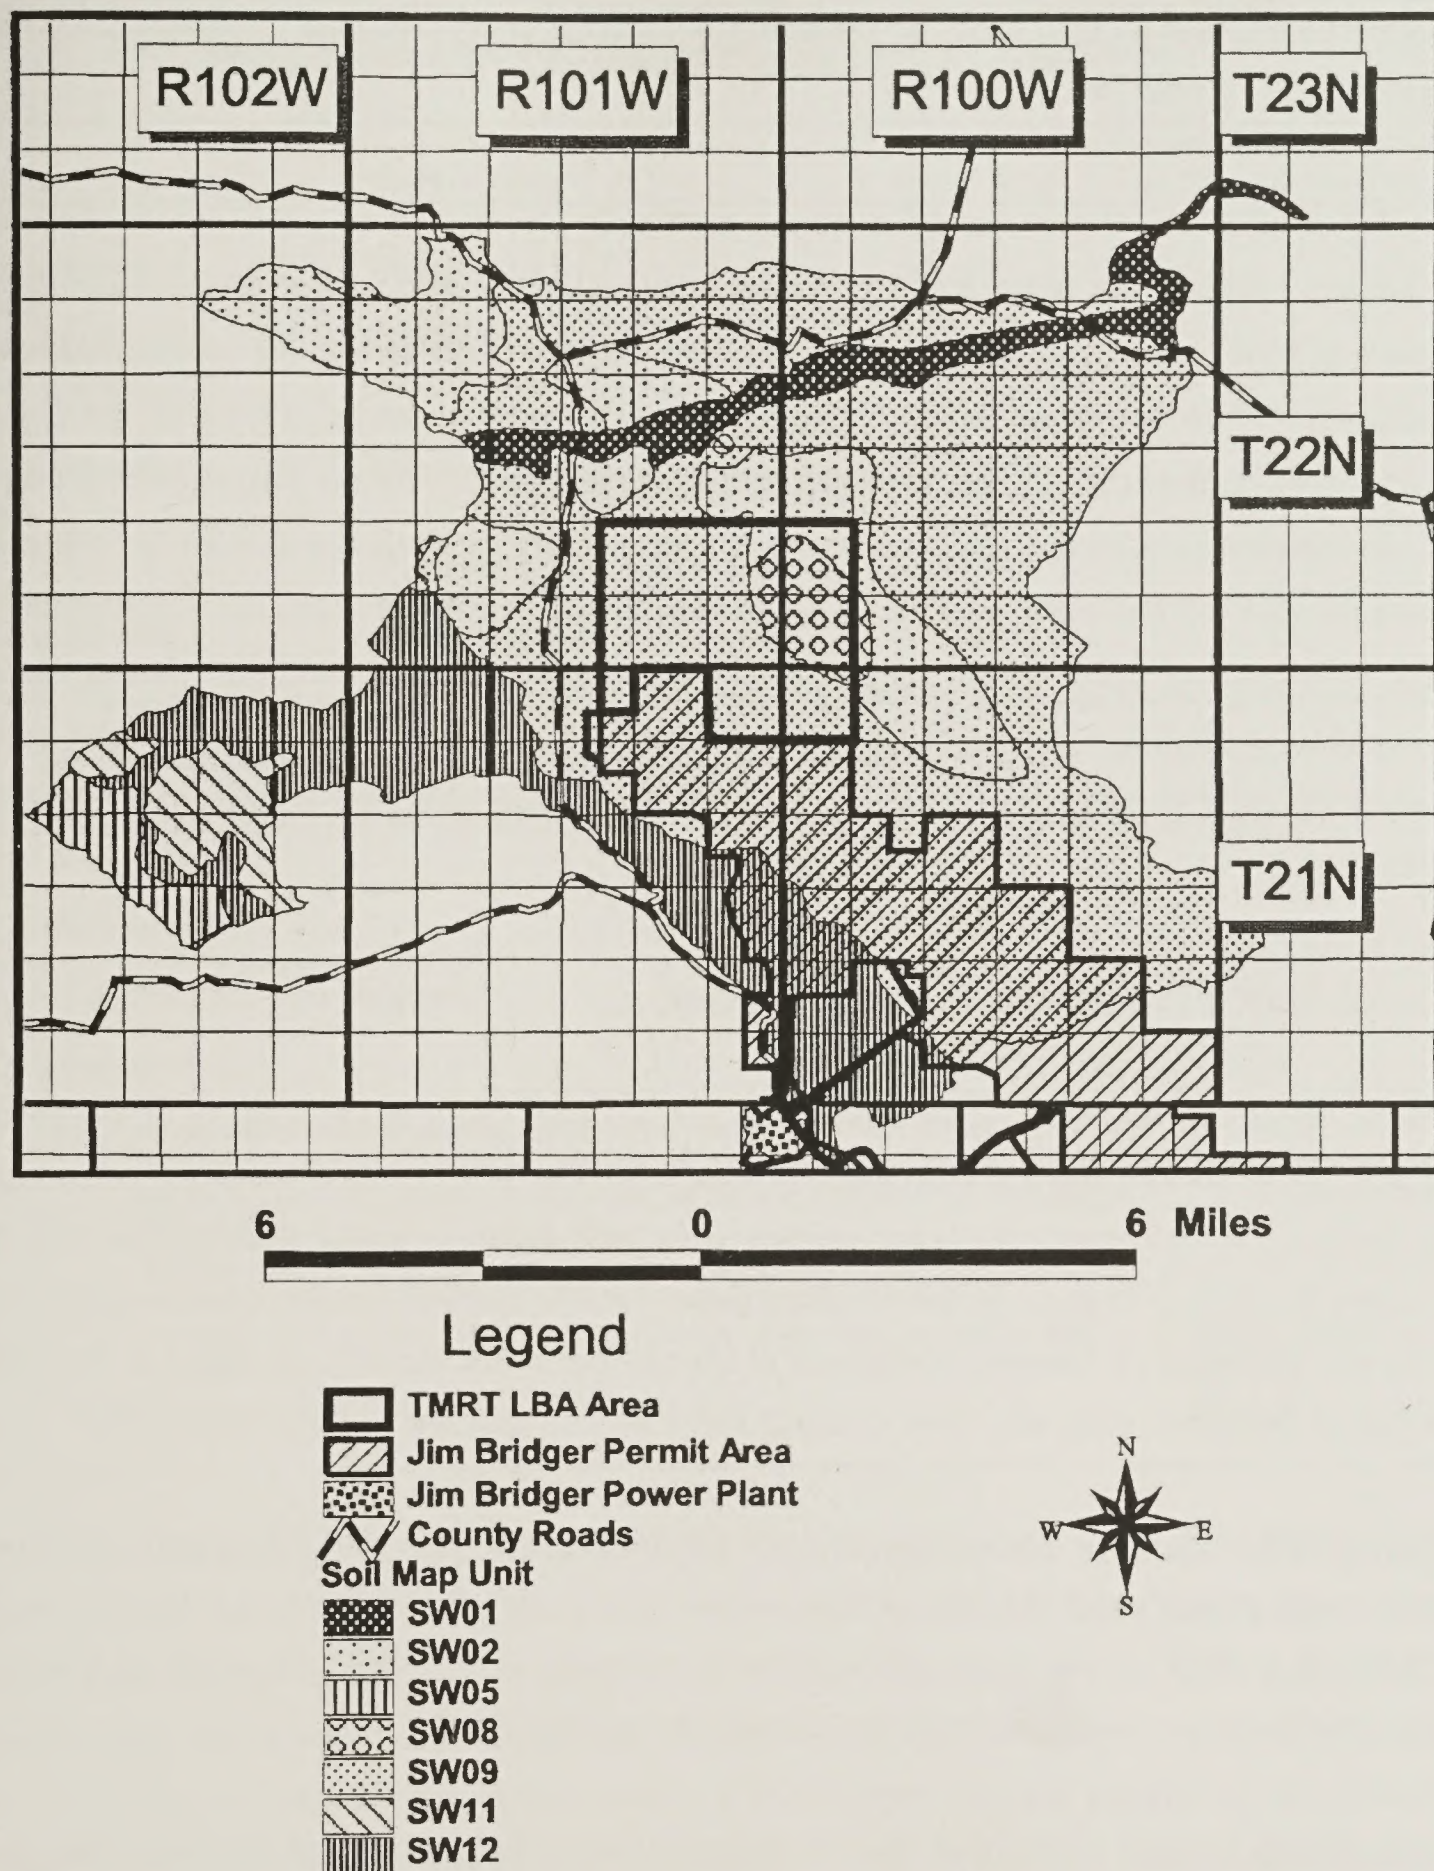 R102W R101W R100W T23N
T22N
T21N
6 0 6 Miles
Legend
TMRT LBA Area
Jim Bridger Permit Area
Jim Bridger Power Plant
County Roads
Soil Map Unit
SW01
SW02
SW05
SW08
SW09
SW11
SW12
N
W E
S